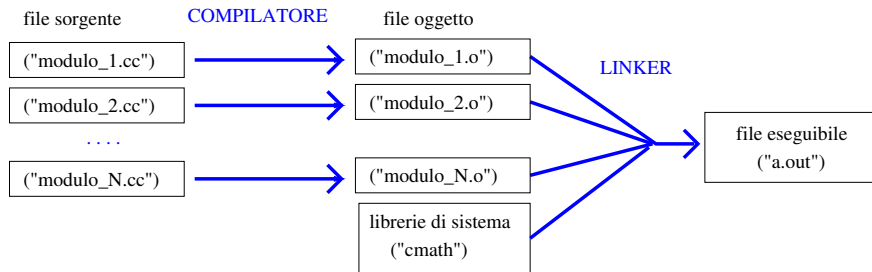 file sorgente
COMPILATORE
file oggetto
("modulo_1.cc")
("modulo_1.o")
LINKER
("modulo_2.cc")
("modulo_2.o")
. . . .
file eseguibile
("a.out")
("modulo_N.cc")
("modulo_N.o")
librerie di sistema
("cmath")